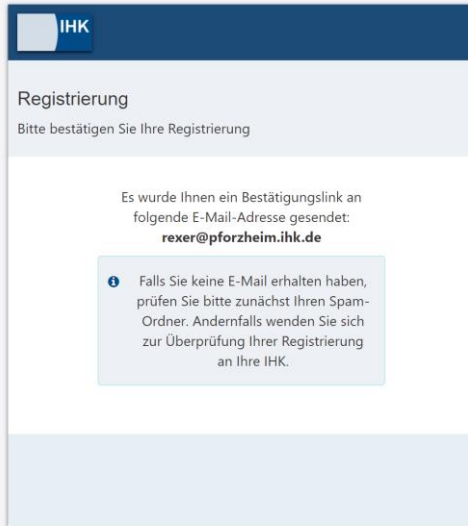 IHK
Registrierung
Bitte bestätigen Sie Ihre Registrierung
Es wurde Ihnen ein Bestätigungslink an
folgende E-Mail-Adresse gesendet:
rexer@pforzheim.ihk.de
Falls Sie keine E-Mail erhalten haben,
prüfen Sie bitte zunächst Ihren Spam-
Ordner. Andernfalls wenden Sie sich
zur Überprüfung Ihrer Registrierung
an Ihre IHK.